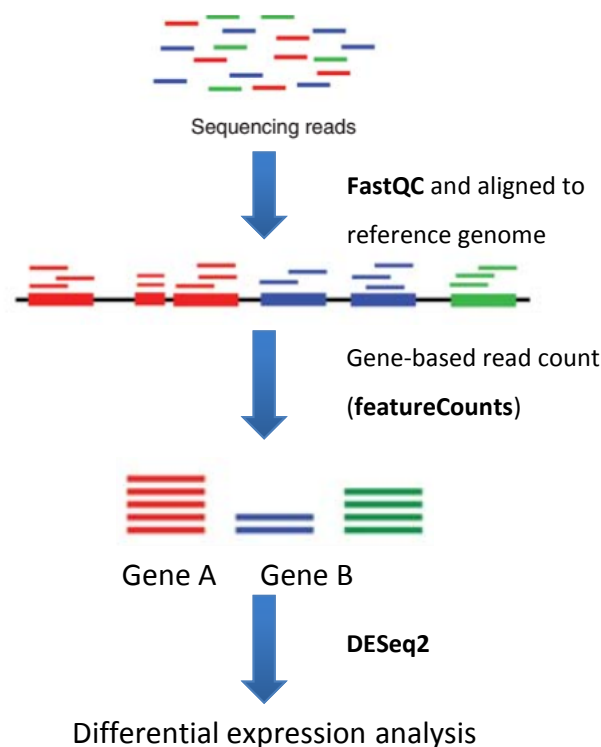 Sequencing reads
FastQC and aligned to
reference genome
Gene-based read count
(featureCounts)
Gene A
Gene B
DESeq2
Differential expression analysis